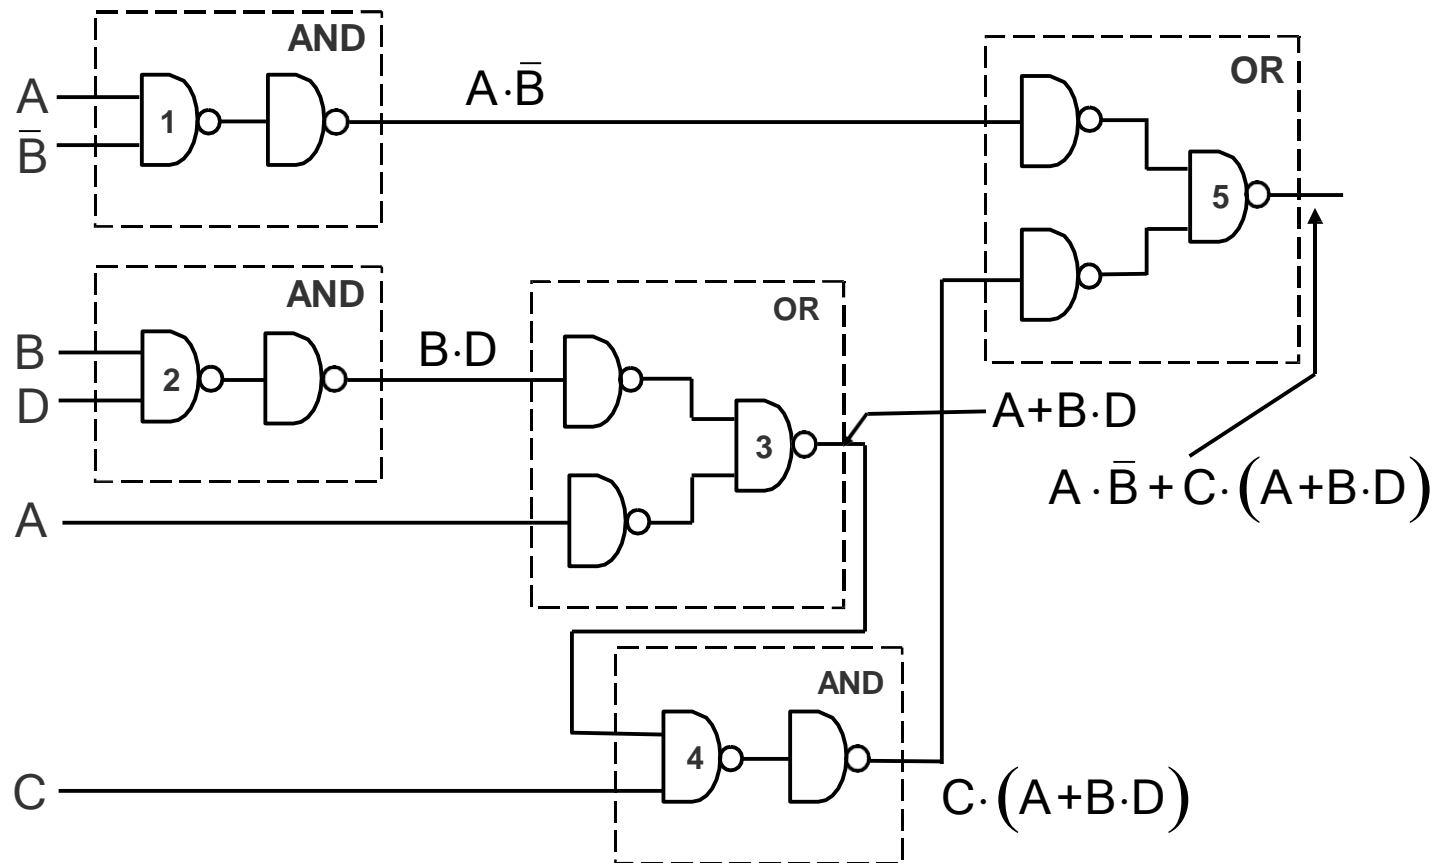 AND
A
B̅
1
A·B̅
OR
5
AND
B
D
2
B·D
OR
3
A
A+B·D
A·B̅+C·(A+B·D)
AND
4
C
C·(A+B·D)